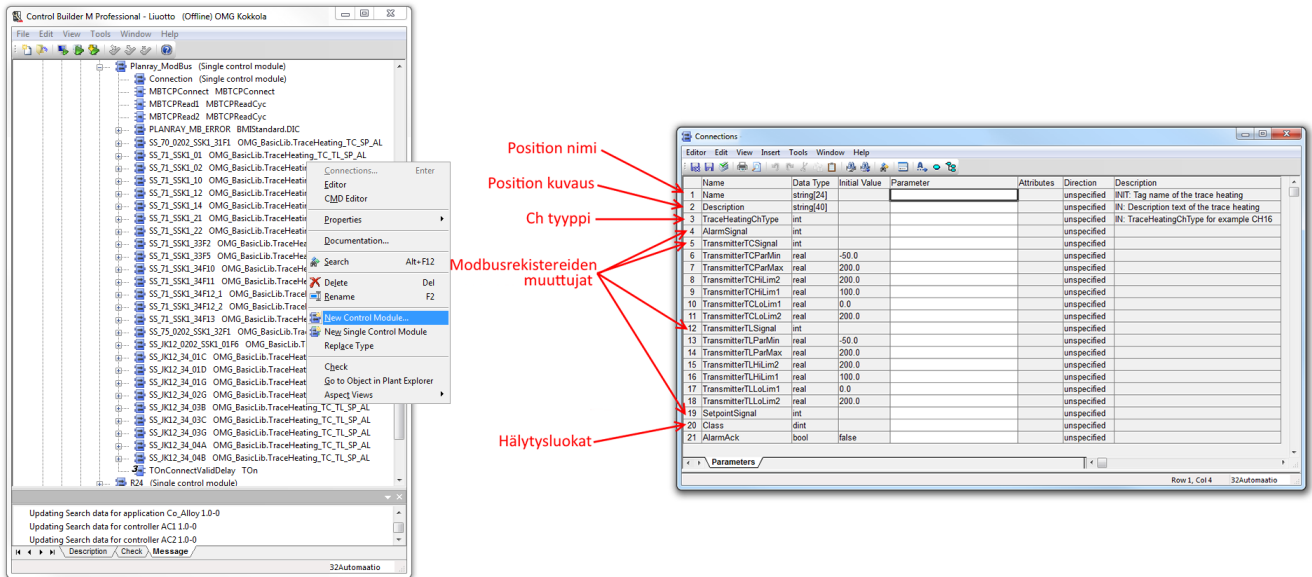 Control Builder M Professional - Liuotto (Offline) OMG Kokkola
File Edit View Tools Window Help
Planray_ModBus (Single control module)
Connection (Single control module)
MBTCPConnect MBTCPConnect
MBTCPRead1 MBTCPReadCyc
MBTCPRead2 MBTCPReadCyc
PLANRAY_MB_ERROR BMIStandard.DIC
SS_70_0202_SSK1_31F1 OMG_BasicLib.TraceHeating_TC_SP_AL
SS_71_SSK1_01 OMG_BasicLib.TraceHeating_TC_TL_SP_AL
SS_71_SSK1_02 OMG_BasicLib.TraceHe
SS_71_SSK1_10 OMG_BasicLib.TraceHe
SS_71_SSK1_12 OMG_BasicLib.TraceHe
SS_71_SSK1_14 OMG_BasicLib.TraceHe
SS_71_SSK1_21 OMG_BasicLib.TraceHe
SS_71_SSK1_22 OMG_BasicLib.TraceHe
SS_71_SSK1_33F2 OMG_BasicLib.TraceHea
SS_71_SSK1_33F5 OMG_BasicLib.TraceHea
SS_71_SSK1_34F10 OMG_BasicLib.TraceHe
SS_71_SSK1_34F11 OMG_BasicLib.TraceHe
SS_71_SSK1_34F12_1 OMG_BasicLib.Tracel
SS_71_SSK1_34F12_2 OMG_BasicLib.Tracel
SS_71_SSK1_34F13 OMG_BasicLib.TraceHe
SS_75_0202_SSK1_32F1 OMG_BasicLib.Tra
SS_JK12_0202_SSK1_01F6 OMG_BasicLib.T
SS_JK12_34_01C OMG_BasicLib.TraceHeat
SS_JK12_34_01D OMG_BasicLib.TraceHeat
SS_JK12_34_01G OMG_BasicLib.TraceHeat
SS_JK12_34_02G OMG_BasicLib.TraceHeat
SS_JK12_34_03B OMG_BasicLib.TraceHeating_TC_TL_SP_AL
SS_JK12_34_03C OMG_BasicLib.TraceHeating_TC_TL_SP_AL
SS_JK12_34_03G OMG_BasicLib.TraceHeating_TC_TL_SP_AL
SS_JK12_34_04A OMG_BasicLib.TraceHeating_TC_TL_SP_AL
SS_JK12_34_04B OMG_BasicLib.TraceHeating_TC_TL_SP_AL
TOnConnectValidDelay TOn
R24 (Single control module)
Updating Search data for application Co_Alloy 1.0-0
Updating Search data for controller AC1 1.0-0
Updating Search data for controller AC2 1.0-0
Description Check Message
32Automaatio
Connections... Enter
Editor
CMD Editor
Properties
Documentation...
Search Alt+F12
Delete Del
Rename F2
New Control Module...
New Single Control Module
Replace Type
Check
Go to Object in Plant Explorer
Aspect Views
Position nimi
Position kuvaus
Ch tyyppi
Modbusrekistereiden
muuttujat
Hälytysluokat
Connections
Editor Edit View Insert Tools Window Help
Name Data Type Initial Value Parameter Attributes Direction Description
1 Name string[24] unspecified INIT: Tag name of the trace heating
2 Description string[40] unspecified IN: Description text of the trace heating
3 TraceHeatingChType int unspecified IN: TraceHeatingChType for example CH16
4 AlarmSignal int unspecified
5 TransmitterTCSignal int unspecified
6 TransmitterTCParMin real -50.0 unspecified
7 TransmitterTCParMax real 200.0 unspecified
8 TransmitterTCHiLim2 real 200.0 unspecified
9 TransmitterTCHiLim1 real 100.0 unspecified
10 TransmitterTCLoLim1 real 0.0 unspecified
11 TransmitterTCLoLim2 real 200.0 unspecified
12 TransmitterTLSignal int unspecified
13 TransmitterTLParMin real -50.0 unspecified
14 TransmitterTLParMax real 200.0 unspecified
15 TransmitterTLHiLim2 real 200.0 unspecified
16 TransmitterTLHiLim1 real 100.0 unspecified
17 TransmitterTLLoLim1 real 0.0 unspecified
18 TransmitterTLLoLim2 real 200.0 unspecified
19 SetpointSignal int unspecified
20 Class dint unspecified
21 AlarmAck bool false unspecified
Parameters
Row 1, Col 4 32Automaatio